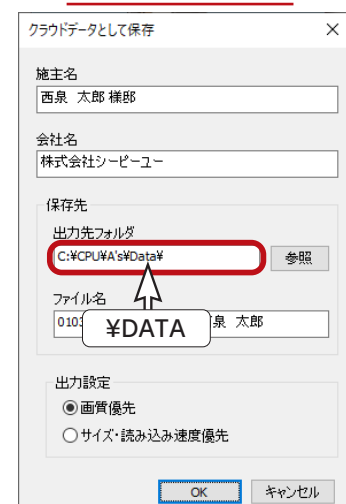 クラウドデータとして保存
施主名
西泉 太郎 様邸
会社名
株式会社シーピーユー
保存先
出力先フォルダ
C:¥CPU¥A's¥Data¥
参照
ファイル名
泉 太郎
¥DATA
出力設定
画質優先
サイズ・読み込み速度優先
OK
キャンセル